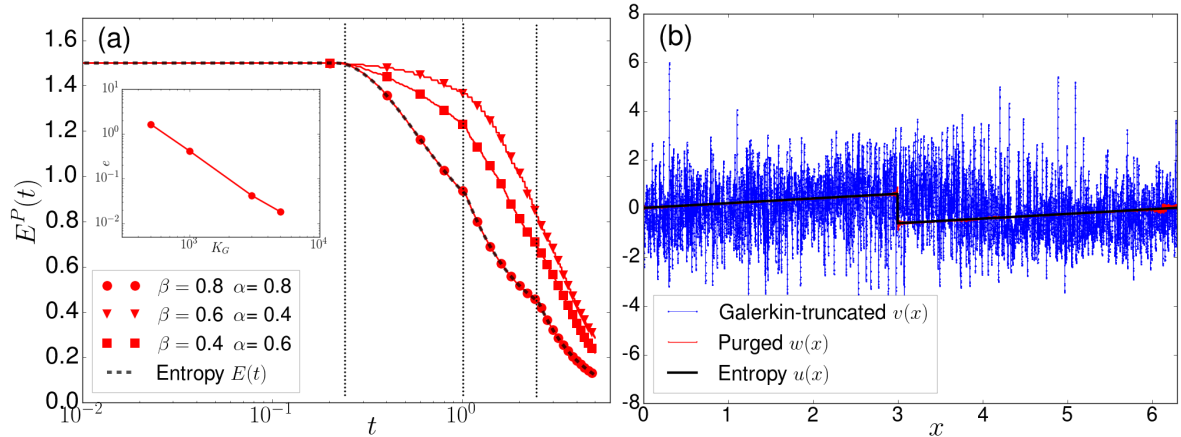 (a)
1.6
1.4
1.2
1.0
0.8
0.6
0.4
0.2
0.0
E^P(t)
10^{-2}
10^{-1}
10^0
10^1
t
10^1
10^0
10^{-1}
10^{-2}
e
10^3
10^4
K_G
β = 0.8 α= 0.8
β = 0.6 α= 0.4
β = 0.4 α= 0.6
Entropy E(t)
(b)
8
6
4
2
0
−2
−4
−6
−8
0
1
2
3
4
5
6
x
Galerkin-truncated v(x)
Purged w(x)
Entropy u(x)